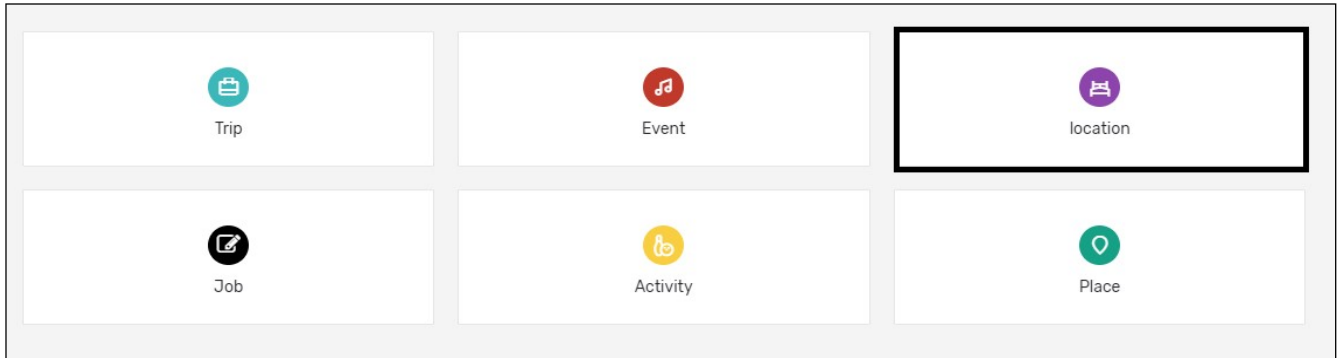 Trip
Event
location
Job
Activity
Place